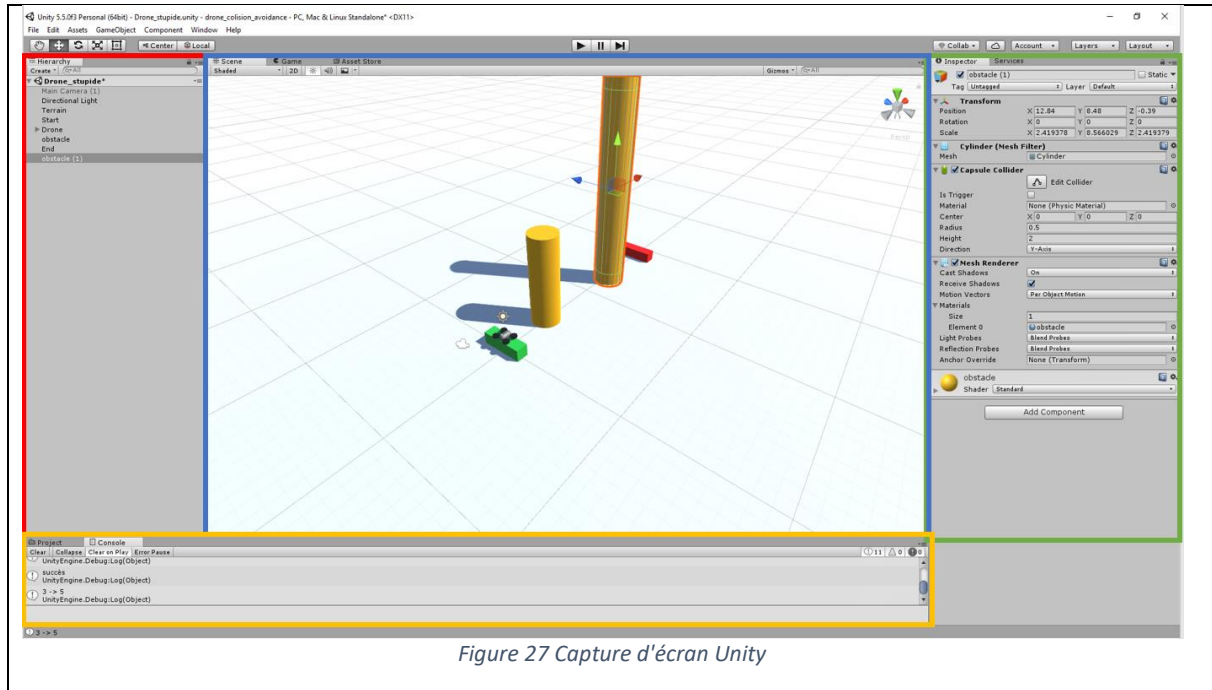 Unity 5.5.0f3 Personal (64bit) - Drone_stupide.unity - drone_colision_avoidance - PC, Mac & Linux Standalone* <DX11>
File Edit Assets GameObject Component Window Help
Center Local Collab Account Layers Layout
Hierarchy
Create All
Drone_stupide*
Main Camera (1)
Directional Light
Terrain
Start
Drone
obstacle
End
obstacle (1)
Scene Game Asset Store
Shaded 2D Gizmos All
Persp
Inspector Services
obstacle (1) Static
Tag Untagged Layer Default
Transform
Position X 12.84 Y 8.48 Z -0.39
Rotation X 0 Y 0 Z 0
Scale X 2.419378 Y 8.566029 Z 2.419379
Cylinder (Mesh Filter)
Mesh Cylinder
Capsule Collider
Edit Collider
Is Trigger
Material None (Physic Material)
Center X 0 Y 0 Z 0
Radius 0.5
Height 2
Direction Y-Axis
Mesh Renderer
Cast Shadows On
Receive Shadows
Motion Vectors Per Object Motion
Materials
Size 1
Element 0 obstacle
Light Probes Blend Probes
Reflection Probes Blend Probes
Anchor Override None (Transform)
obstacle
Shader Standard
Add Component
Project Console
Clear Collapse Clear on Play Error Pause 11 0 0
UnityEngine.Debug:Log(Object)
succès
UnityEngine.Debug:Log(Object)
3 -> 5
UnityEngine.Debug:Log(Object)
3 -> 5
Figure 27 Capture d'écran Unity